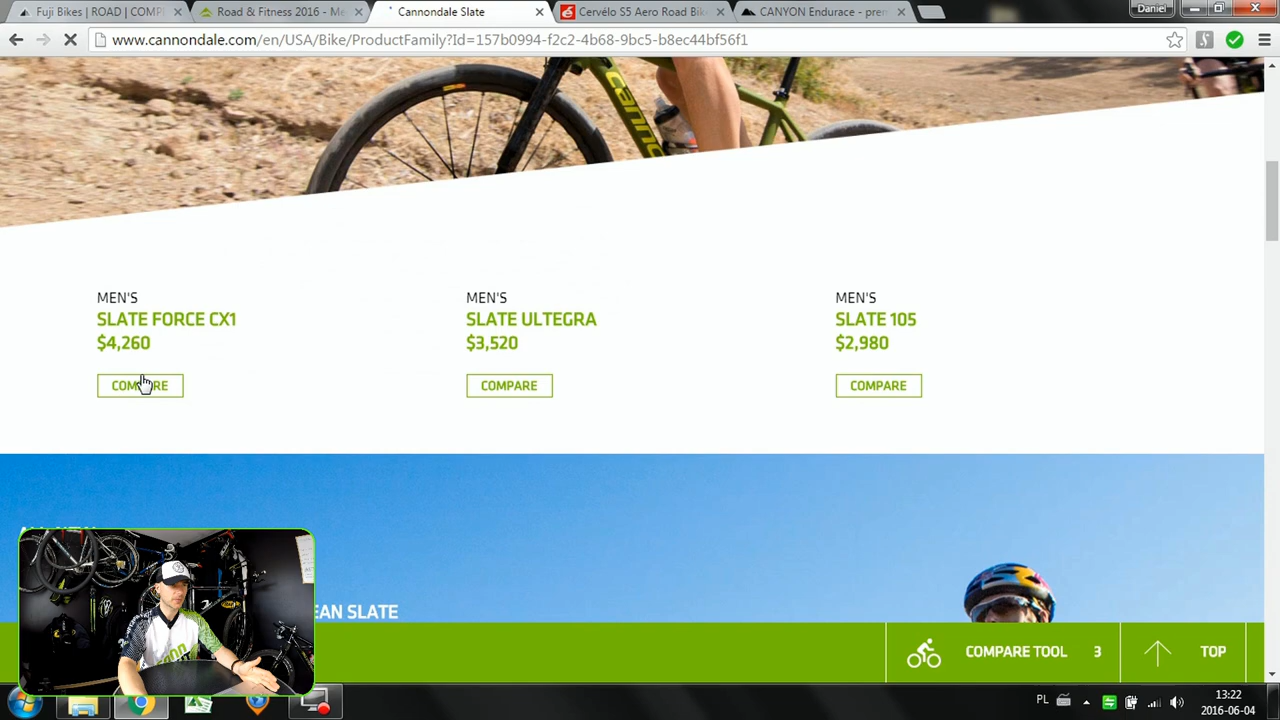 Fuji Bikes | ROAD | COMP
Road & Fitness 2016 - Me
Cannondale Slate
Cervélo S5 Aero Road Bik
CANYON Endurace - pre
Daniel
www.cannondale.com/en/USA/Bike/ProductFamily?Id=157b0994-f2c2-4b68-9bc5-b8ec44bf56f1
MEN'S
SLATE FORCE CX1
$4,260
COMPARE
MEN'S
SLATE ULTEGRA
$3,520
COMPARE
MEN'S
SLATE 105
$2,980
COMPARE
EAN SLATE
COMPARE TOOL 3
TOP
PL
13:22
2016-06-04